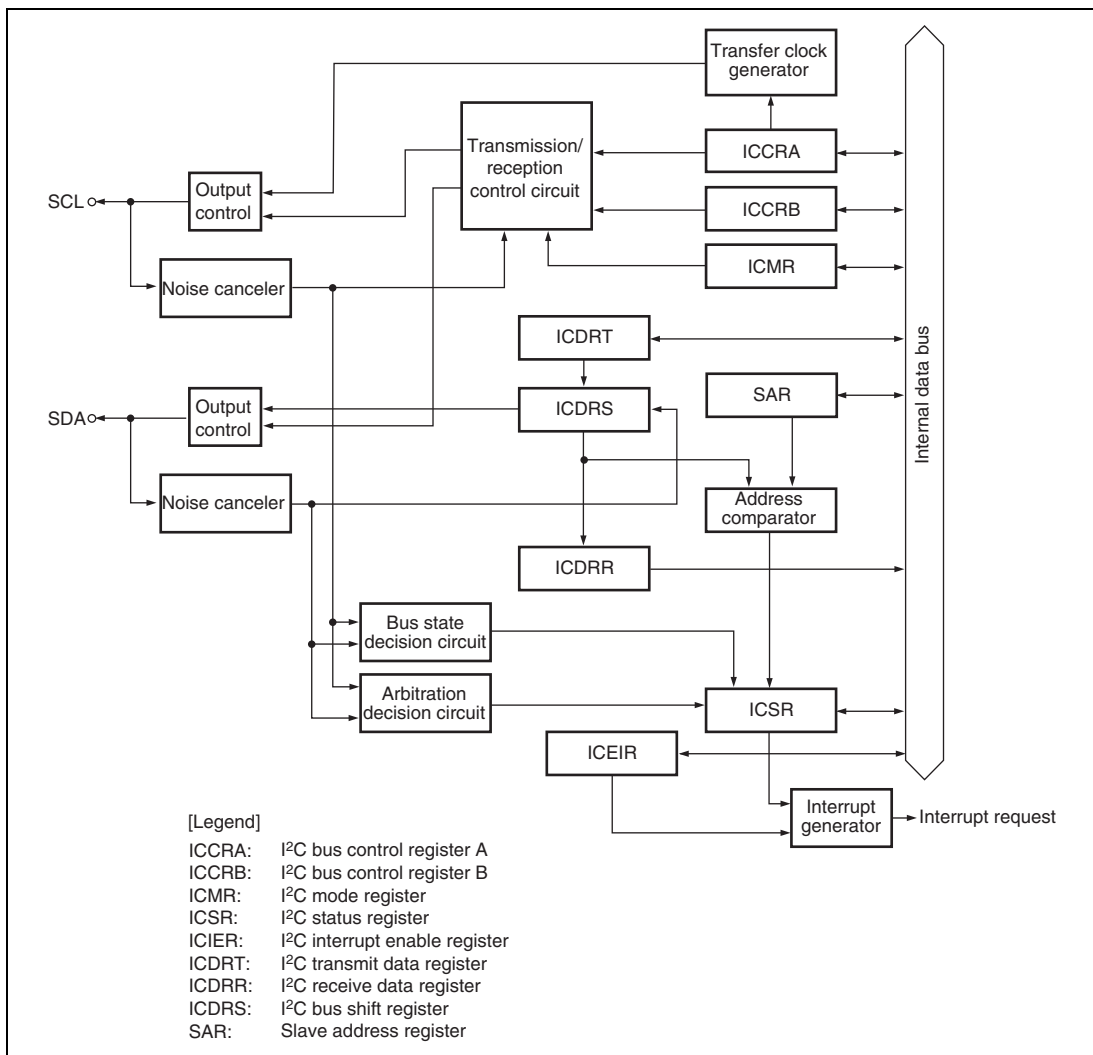 Transfer clock
generator
Transmission/
reception
control circuit
ICCRA
SCL
Output
control
ICCRB
Noise canceler
ICMR
Internal data bus
ICDRT
SDA
Output
control
ICDRS
SAR
Noise canceler
Address
comparator
ICDRR
Bus state
decision circuit
Arbitration
decision circuit
ICSR
ICEIR
Interrupt
generator
Interrupt request
[Legend]
ICCRA: I²C bus control register A
ICCRB: I²C bus control register B
ICMR: I²C mode register
ICSR: I²C status register
ICIER: I²C interrupt enable register
ICDRT: I²C transmit data register
ICDRR: I²C receive data register
ICDRS: I²C bus shift register
SAR: Slave address register